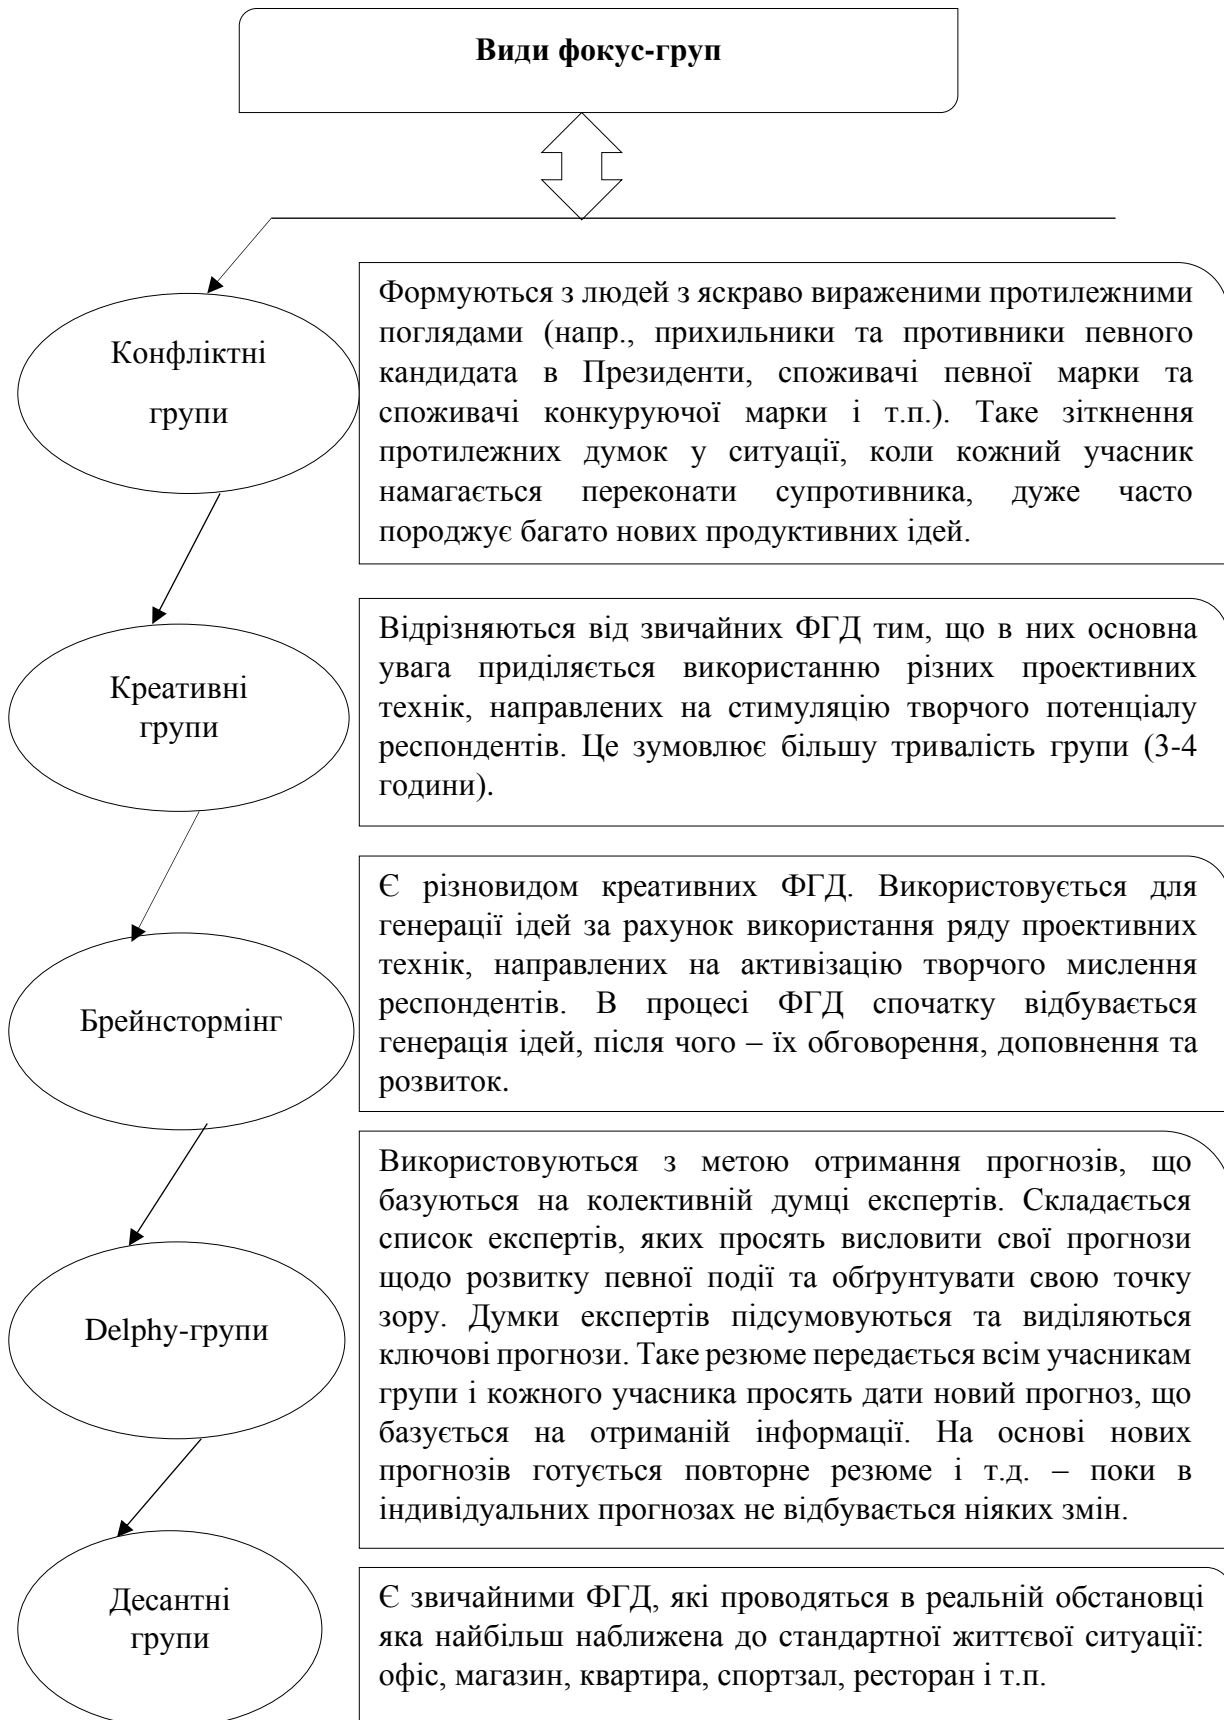 Види фокус-груп
Конфліктні
групи
Формуються з людей з яскраво вираженими протилежними
поглядами (напр., прихильники та противники певного
кандидата в Президенти, споживачі певної марки та
споживачі конкуруючої марки і т.п.). Таке зіткнення
протилежних думок у ситуації, коли кожний учасник
намагається переконати супротивника, дуже часто
породжує багато нових продуктивних ідей.
Креативні
групи
Відрізняються від звичайних ФГД тим, що в них основна
увага приділяється використанню різних проективних
технік, направлених на стимуляцію творчого потенціалу
респондентів. Це зумовлює більшу тривалість групи (3-4
години).
Брейнстормінг
Є різновидом креативних ФГД. Використовується для
генерації ідей за рахунок використання ряду проективних
технік, направлених на активізацію творчого мислення
респондентів. В процесі ФГД спочатку відбувається
генерація ідей, після чого – їх обговорення, доповнення та
розвиток.
Delphy-групи
Використовуються з метою отримання прогнозів, що
базуються на колективній думці експертів. Складається
список експертів, яких просять висловити свої прогнози
щодо розвитку певної події та обґрунтувати свою точку
зору. Думки експертів підсумовуються та виділяються
ключові прогнози. Таке резюме передається всім учасникам
групи і кожного учасника просять дати новий прогноз, що
базується на отриманій інформації. На основі нових
прогнозів готується повторне резюме і т.д. – поки в
індивідуальних прогнозах не відбувається ніяких змін.
Десантні
групи
Є звичайними ФГД, які проводяться в реальній обстановці
яка найбільш наближена до стандартної життєвої ситуації:
офіс, магазин, квартира, спортзал, ресторан і т.п.